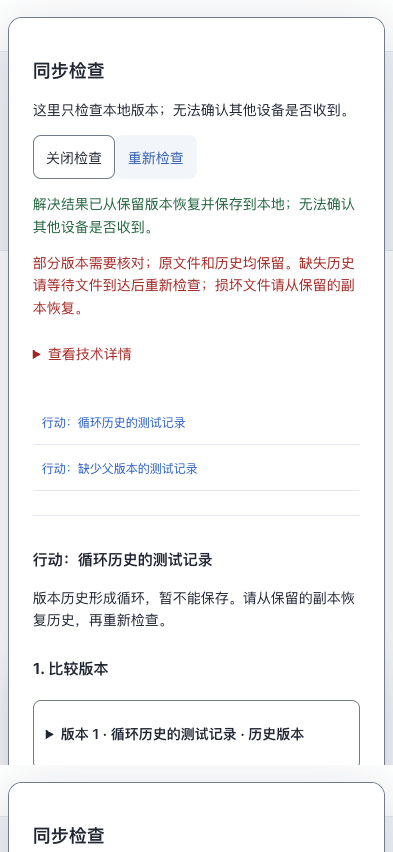 同步检查
这里只检查本地版本；无法确认其他设备是否收到。
关闭检查
重新检查
解决结果已从保留版本恢复并保存到本地；无法确认
其他设备是否收到。
部分版本需要核对；原文件和历史均保留。缺失历史
请等待文件到达后重新检查；损坏文件请从保留的副
本恢复。
▶ 查看技术详情
行动：循环历史的测试记录
行动：缺少父版本的测试记录
行动：循环历史的测试记录
版本历史形成循环，暂不能保存。请从保留的副本恢
复历史，再重新检查。
1. 比较版本
▶ 版本 1 · 循环历史的测试记录 · 历史版本
同步检查